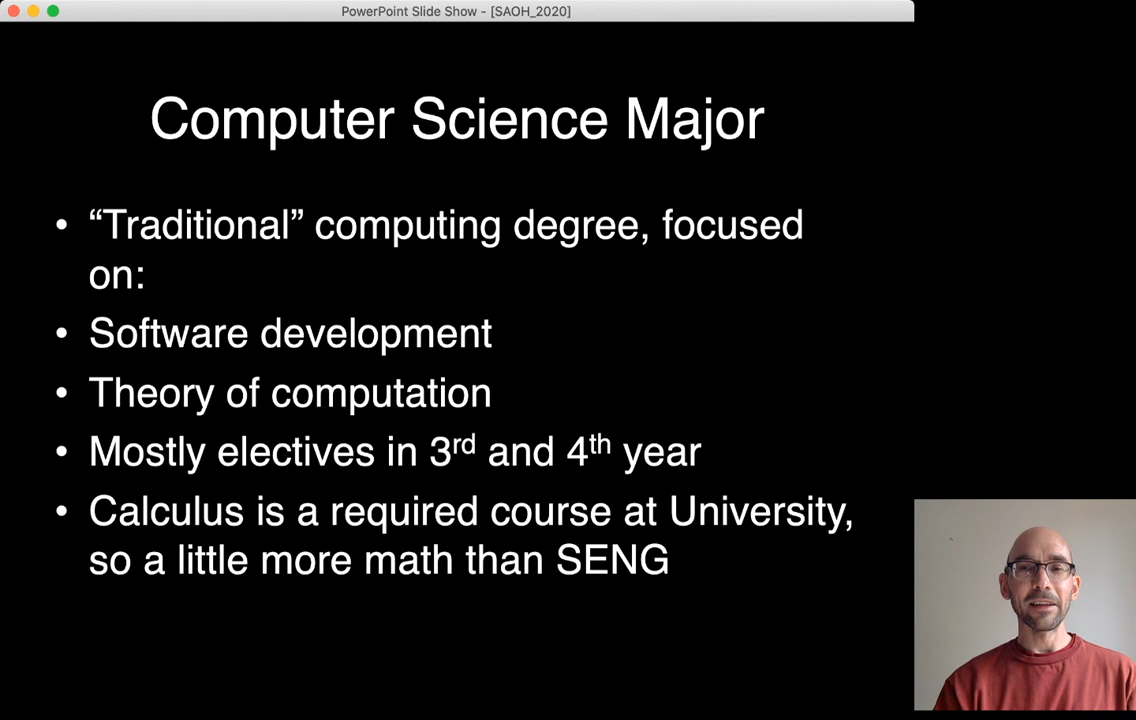 PowerPoint Slide Show - [SAOH_2020]
Computer Science Major
• “Traditional” computing degree, focused
on:
• Software development
• Theory of computation
• Mostly electives in 3rd and 4th year
• Calculus is a required course at University,
so a little more math than SENG